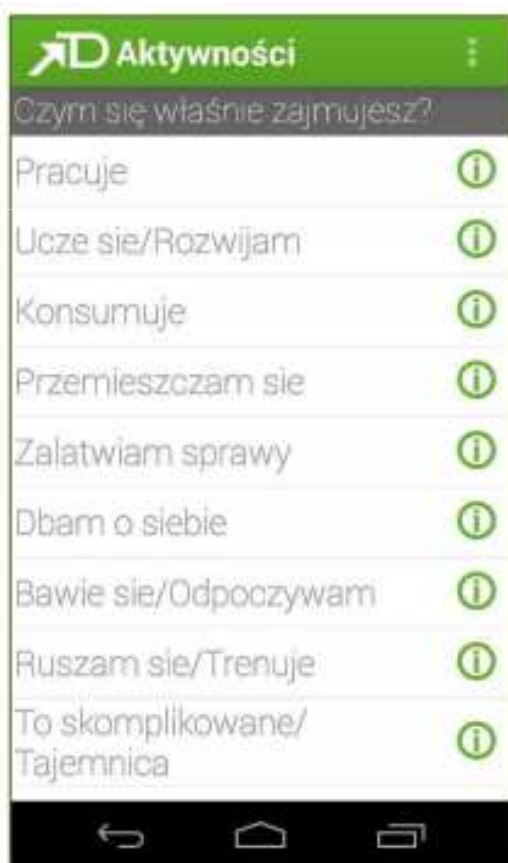 D Aktywności
Czym się właśnie zajmujesz?
Pracuje
Ucze sie/Rozwijam
Konsumuje
Przemieszczam sie
Zalatwiam sprawy
Dbam o siebie
Bawie sie/Odpoczywam
Ruszam sie/Trenuje
To skomplikowane/
Tajemnica